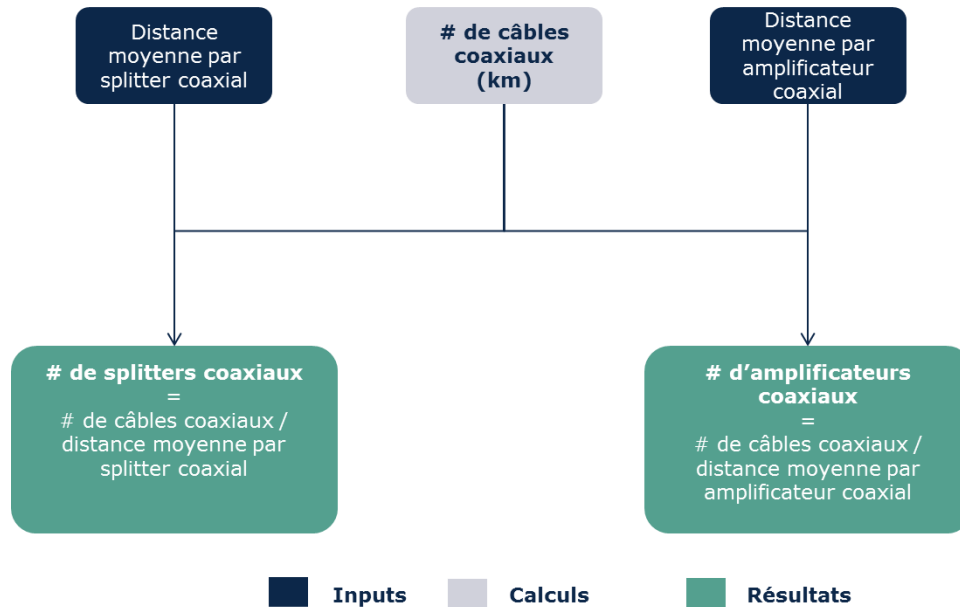 Distance
moyenne par
splitter coaxial
# de câbles
coaxiaux
(km)
Distance
moyenne par
amplificateur
coaxial
# de splitters coaxiaux
=
# de câbles coaxiaux /
distance moyenne par
splitter coaxial
# d’amplificateurs
coaxiaux
=
# de câbles coaxiaux /
distance moyenne par
amplificateur coaxial
Inputs
Calculs
Résultats